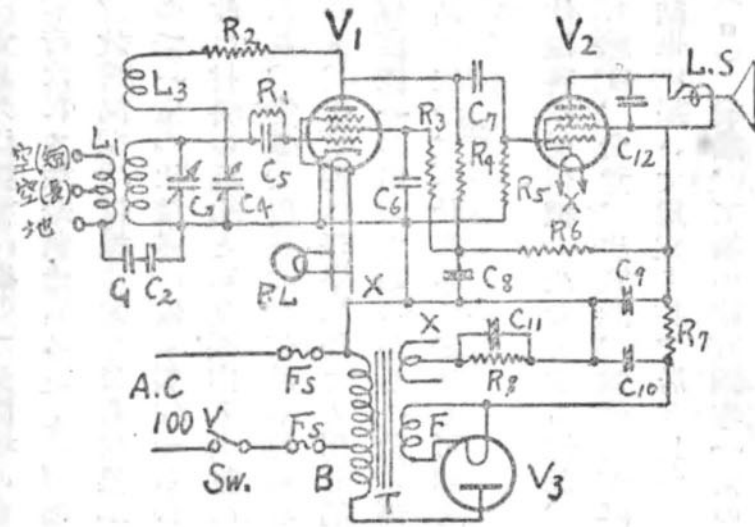 R2
V1
V2
L.S
L3
R1
C7
R3
L1
空(短)
空(長)
地
C5
R4
C12
C3
C4
C6
R5
X
R6
C1
C2
P.L
X
C8
C9
X
C11
R7
Fs
R8
C10
A.C
100V
Fs
F
Sw.
B
T
V3